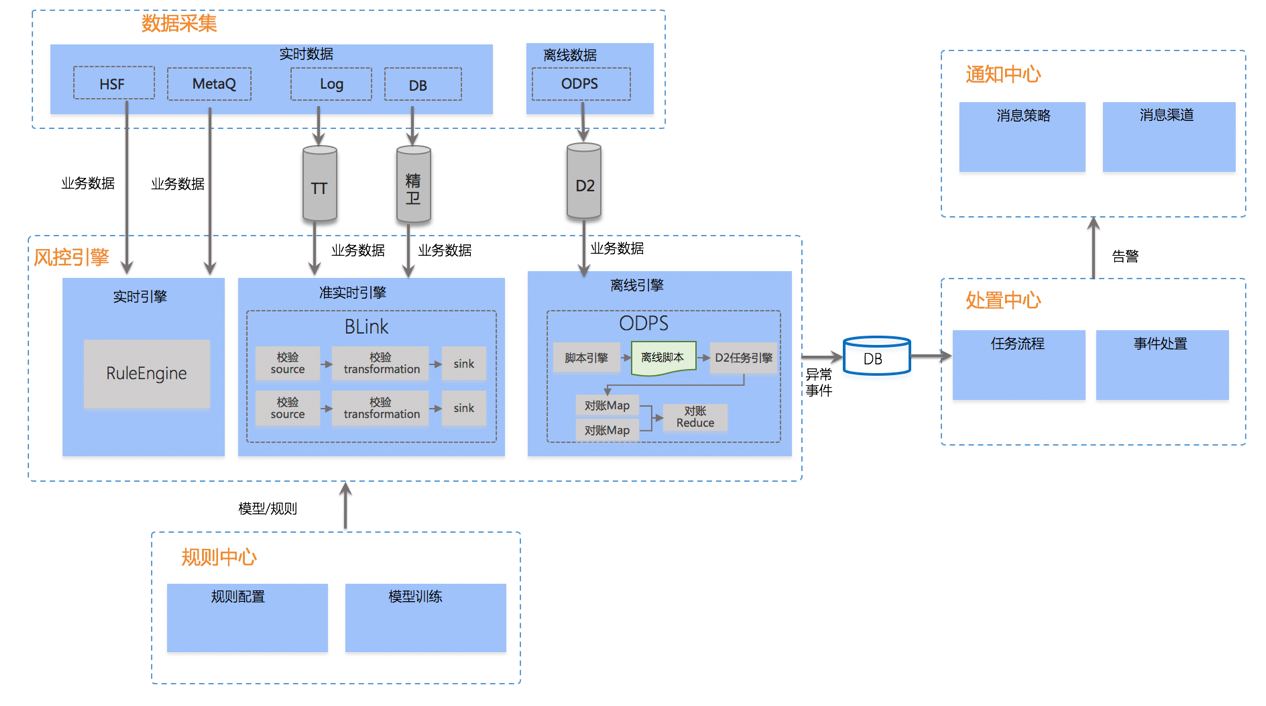 数据采集
实时数据
HSF
MetaQ
Log
DB
离线数据
ODPS
业务数据
业务数据
TT
精
卫
D2
业务数据
业务数据
业务数据
风控引擎
实时引擎
RuleEngine
准实时引擎
BLink
校验
source
校验
transformation
sink
校验
source
校验
transformation
sink
离线引擎
ODPS
脚本引擎
离线脚本
D2任务引擎
对账Map
对账Map
对账
Reduce
异常
事件
DB
通知中心
消息策略
消息渠道
告警
处置中心
任务流程
事件处置
模型/规则
规则中心
规则配置
模型训练